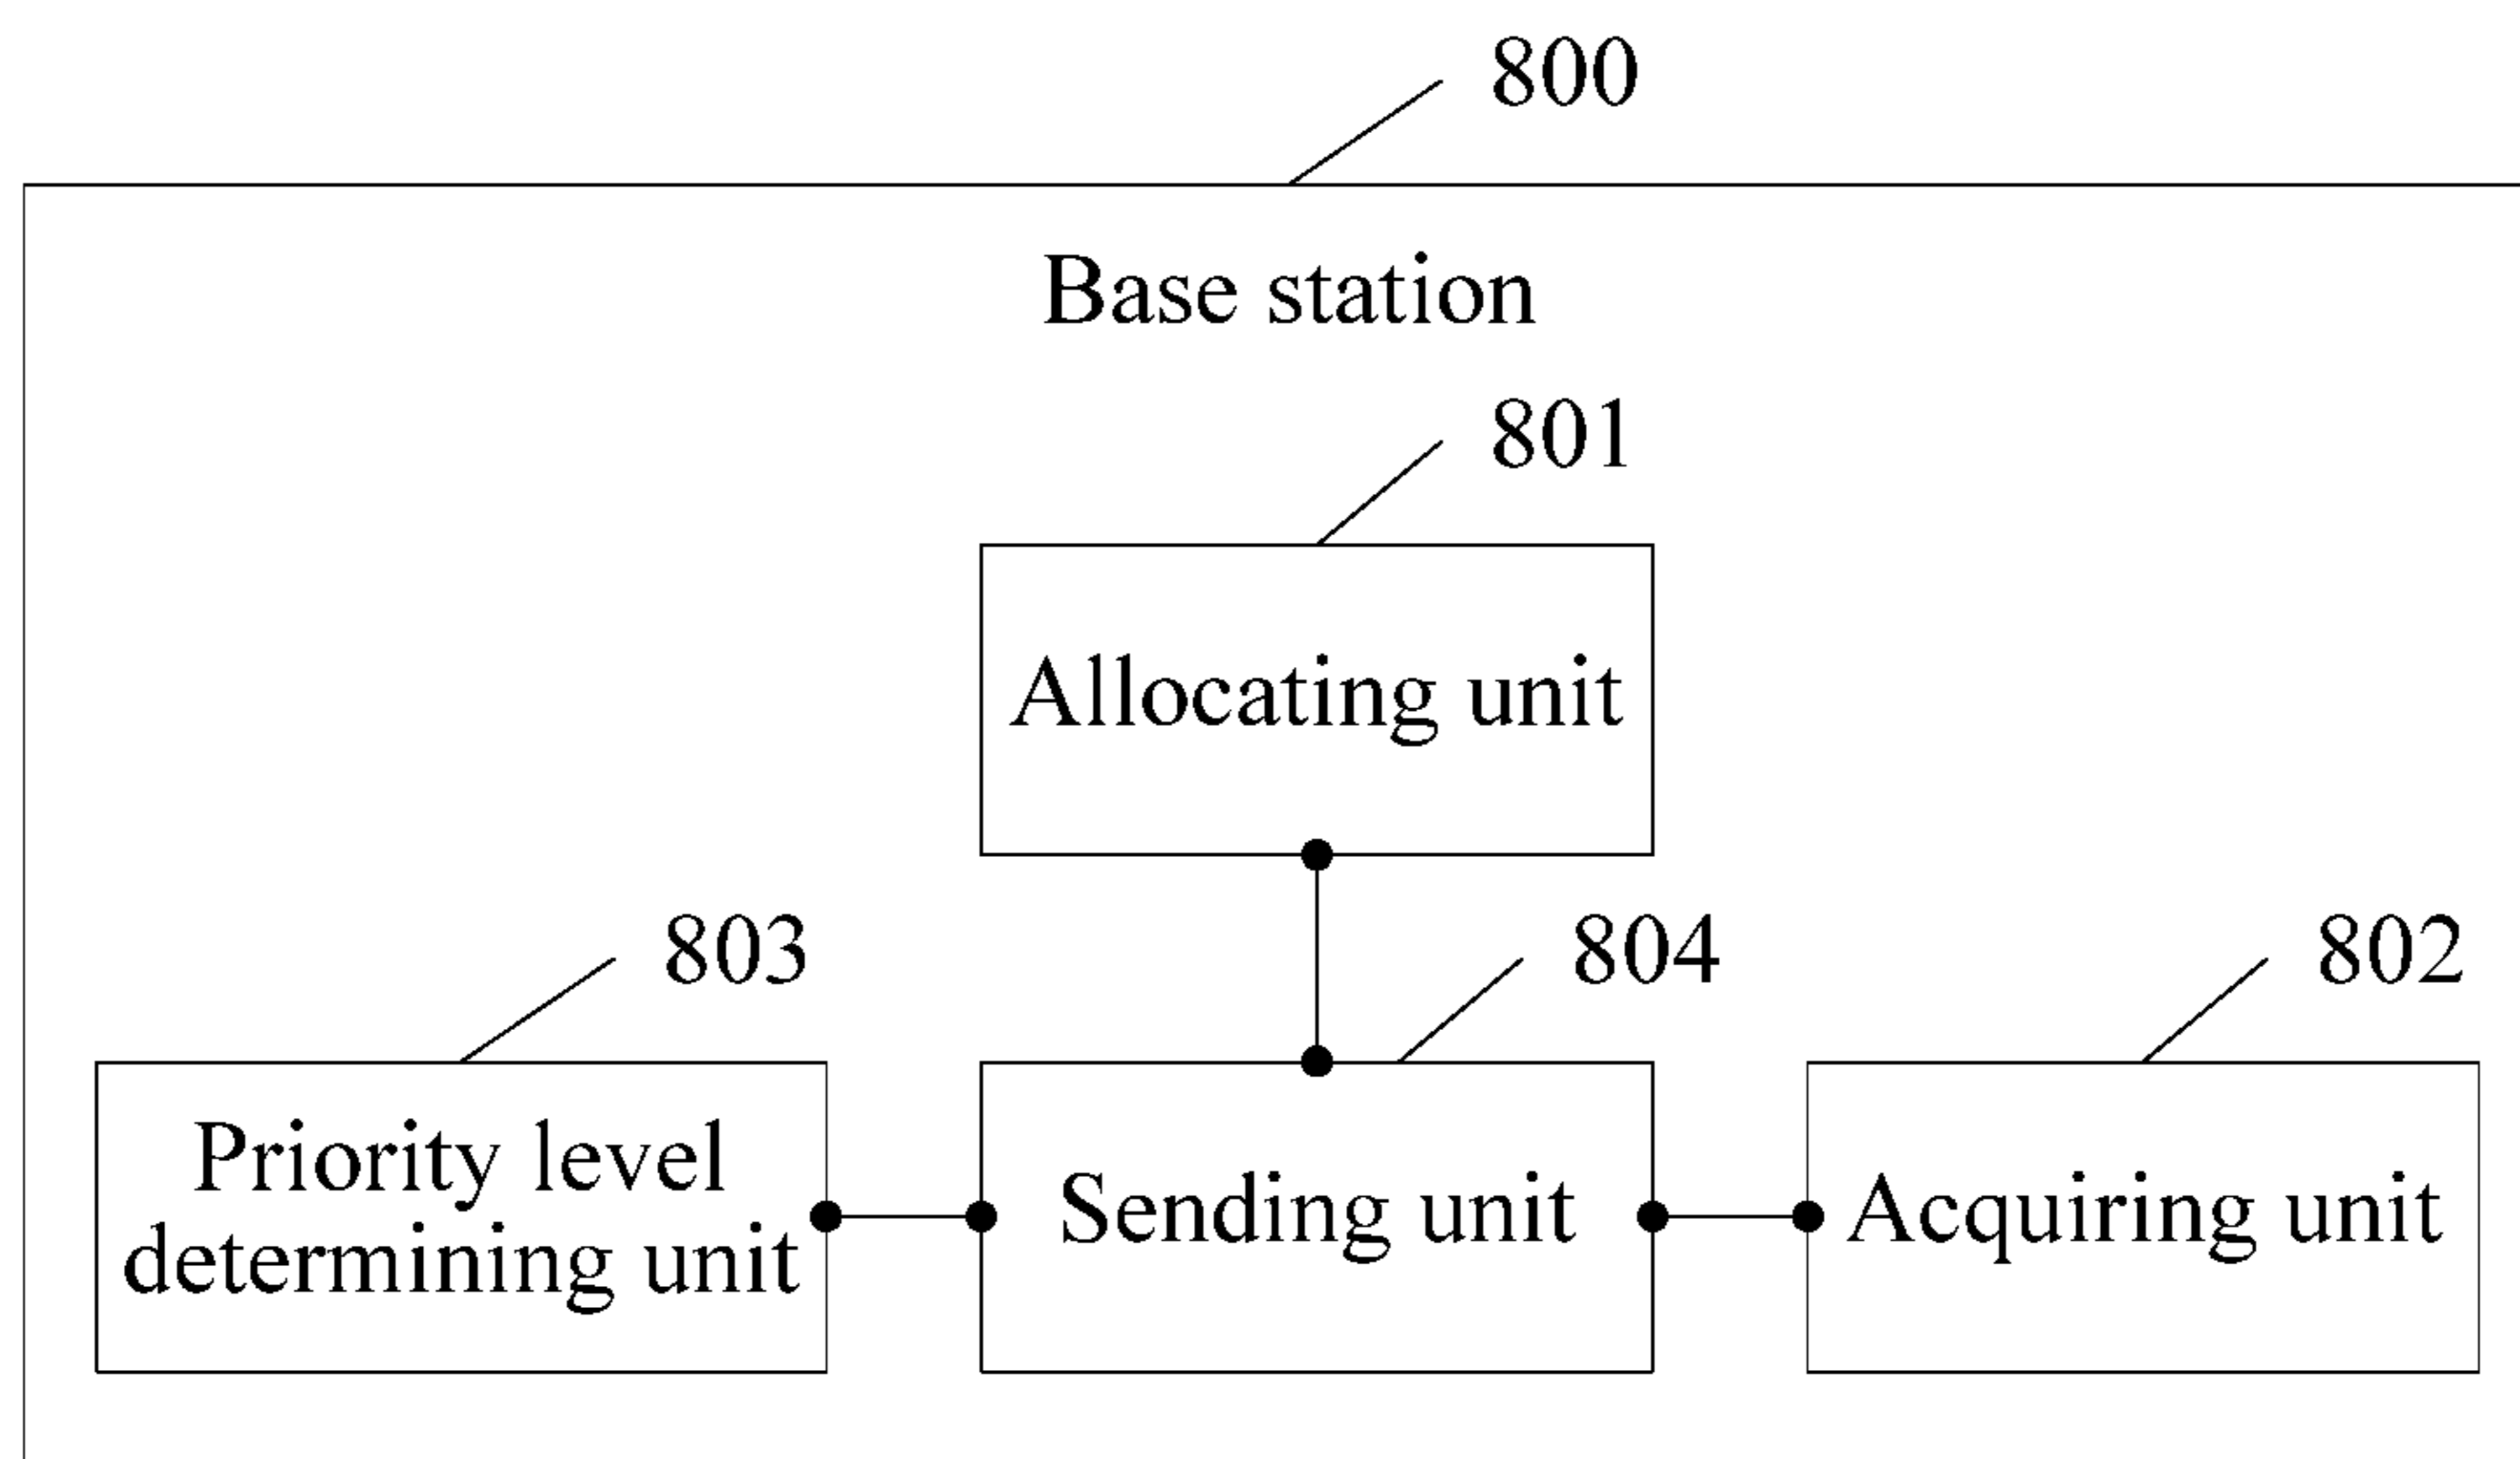 800
Base station
801
Allocating unit
803
804
802
Priority level
determining unit
Sending unit
Acquiring unit